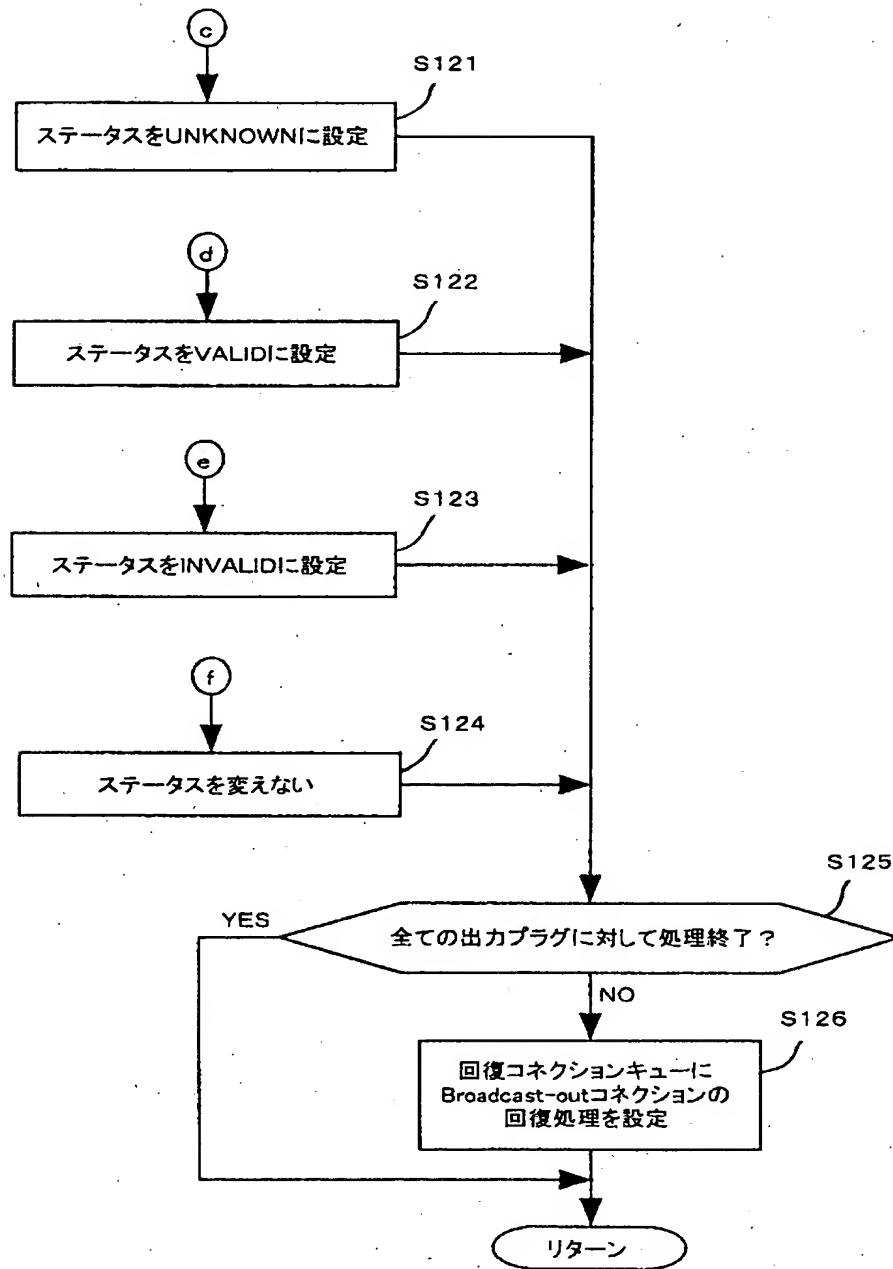 c
S121
ステータスをUNKNOWNに設定
d
S122
ステータスをVALIDに設定
e
S123
ステータスをINVALIDに設定
f
S124
ステータスを変えない
S125
YES
全ての出力プラグに対して処理終了？
NO
S126
回復コネクションキューに
Broadcast-outコネクションの
回復処理を設定
リターン